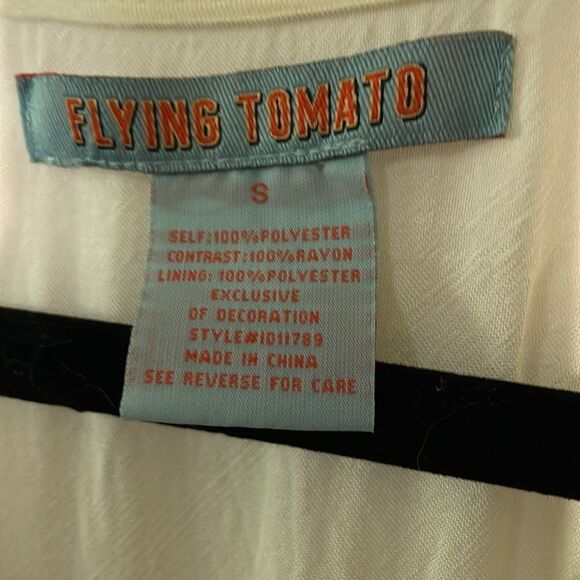 FLYING TOMATO
S
SELF:100%POLYESTER
CONTRAST:100%RAYON
LINING: 100%POLYESTER
EXCLUSIVE
OF DECORATION
STYLE#ID11789
MADE IN CHINA
SEE REVERSE FOR CARE